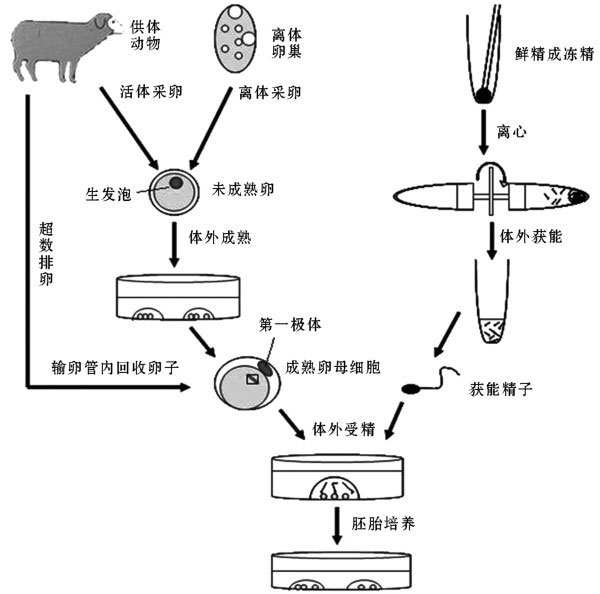 供体
动物
离体
卵巢
鲜精成冻精
活体采卵
离体采卵
离心
生发泡
未成熟卵
超数
排卵
体外成熟
体外获能
第一极体
输卵管内回收卵子
成熟卵母细胞
获能精子
体外受精
胚胎培养